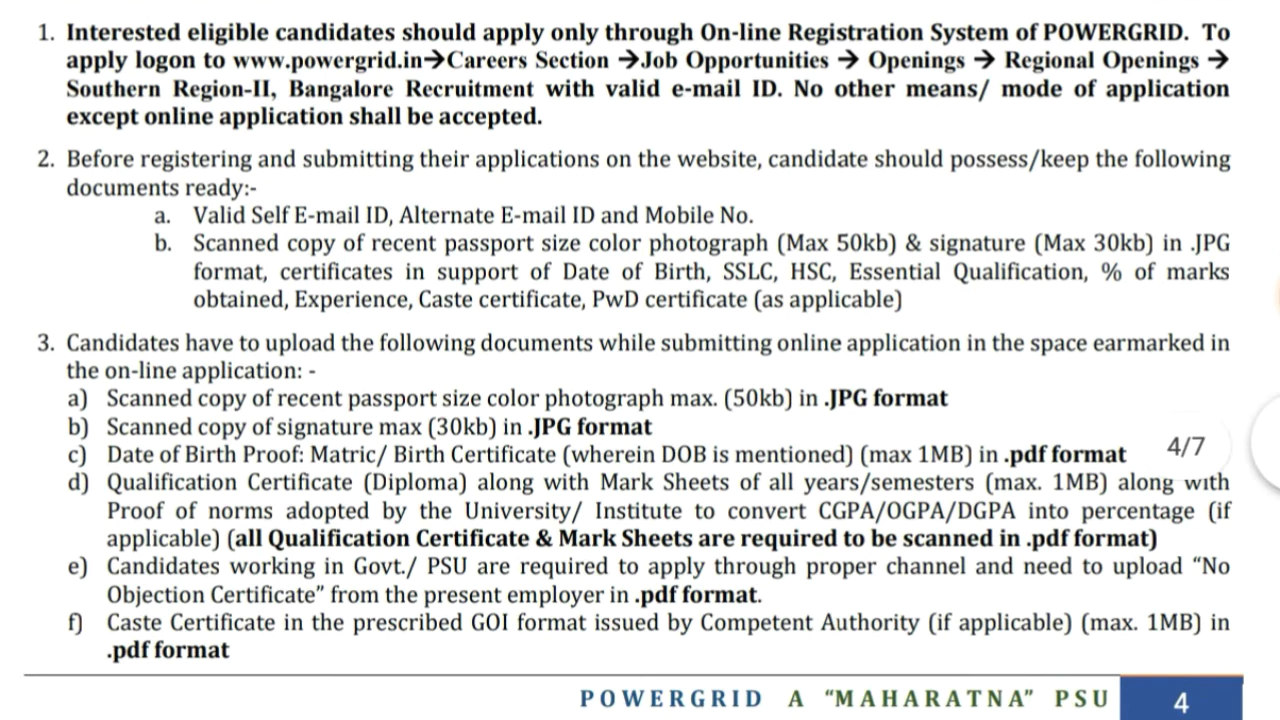 1. Interested eligible candidates should apply only through On-line Registration System of POWERGRID. To
apply logon to www.powergrid.in→Careers Section →Job Opportunities → Openings → Regional Openings →
Southern Region-II, Bangalore Recruitment with valid e-mail ID. No other means/ mode of application
except online application shall be accepted.
2. Before registering and submitting their applications on the website, candidate should possess/keep the following
documents ready:-
a. Valid Self E-mail ID, Alternate E-mail ID and Mobile No.
b. Scanned copy of recent passport size color photograph (Max 50kb) & signature (Max 30kb) in .JPG
format, certificates in support of Date of Birth, SSLC, HSC, Essential Qualification, % of marks
obtained, Experience, Caste certificate, PwD certificate (as applicable)
3. Candidates have to upload the following documents while submitting online application in the space earmarked in
the on-line application: -
a) Scanned copy of recent passport size color photograph max. (50kb) in .JPG format
b) Scanned copy of signature max (30kb) in .JPG format
c) Date of Birth Proof: Matric/ Birth Certificate (wherein DOB is mentioned) (max 1MB) in .pdf format
4/7
d) Qualification Certificate (Diploma) along with Mark Sheets of all years/semesters (max. 1MB) along with
Proof of norms adopted by the University/ Institute to convert CGPA/OGPA/DGPA into percentage (if
applicable) (all Qualification Certificate & Mark Sheets are required to be scanned in .pdf format)
e) Candidates working in Govt./ PSU are required to apply through proper channel and need to upload “No
Objection Certificate” from the present employer in .pdf format.
f) Caste Certificate in the prescribed GOI format issued by Competent Authority (if applicable) (max. 1MB) in
.pdf format
POWERGRID A “MAHARATNA” PSU 4